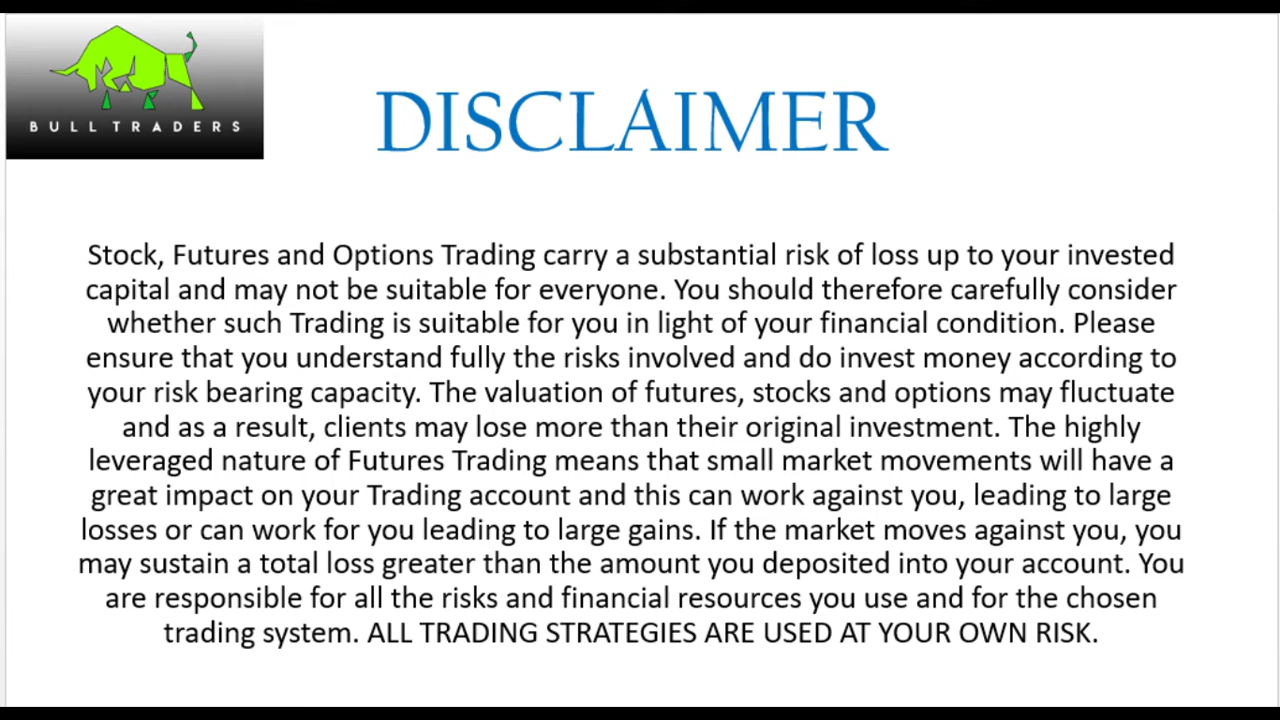 BULL TRADERS
DISCLAIMER
Stock, Futures and Options Trading carry a substantial risk of loss up to your invested
capital and may not be suitable for everyone. You should therefore carefully consider
whether such Trading is suitable for you in light of your financial condition. Please
ensure that you understand fully the risks involved and do invest money according to
your risk bearing capacity. The valuation of futures, stocks and options may fluctuate
and as a result, clients may lose more than their original investment. The highly
leveraged nature of Futures Trading means that small market movements will have a
great impact on your Trading account and this can work against you, leading to large
losses or can work for you leading to large gains. If the market moves against you, you
may sustain a total loss greater than the amount you deposited into your account. You
are responsible for all the risks and financial resources you use and for the chosen
trading system. ALL TRADING STRATEGIES ARE USED AT YOUR OWN RISK.